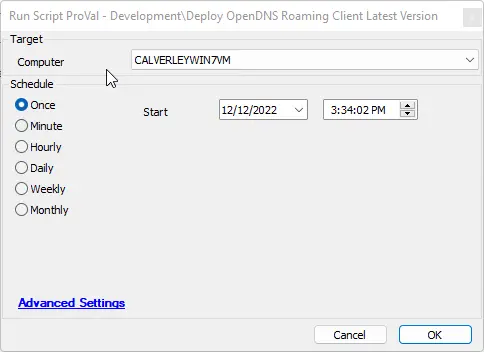 Run Script ProVal - Development\Deploy OpenDNS Roaming Client Latest Version
Target
Computer CALVERLEYWIN7VM
Schedule
Once Start 12/12/2022 3:34:02 PM
Minute
Hourly
Daily
Weekly
Monthly
Advanced Settings
Cancel OK